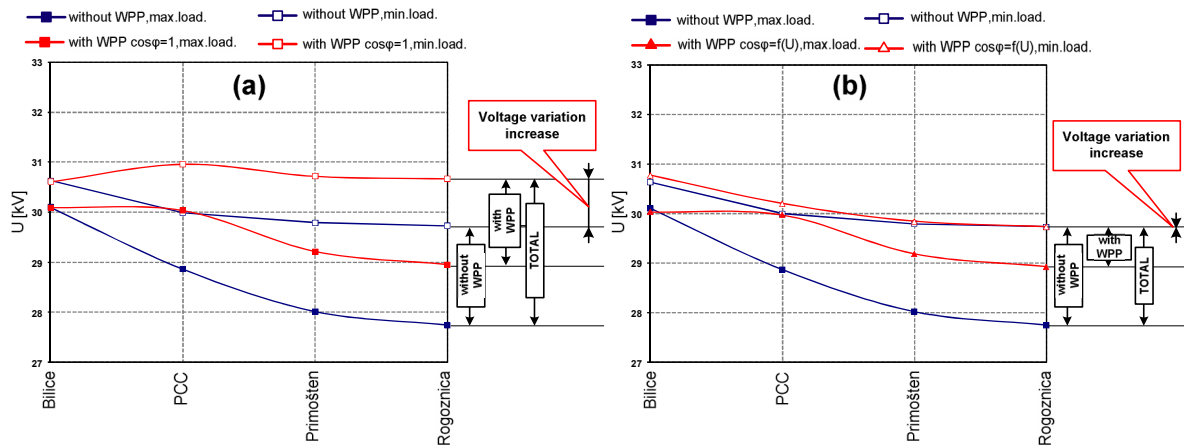 without WPP,max.load.
without WPP,min.load.
with WPP cosφ=1,max.load.
with WPP cosφ=1,min.load.
(a)
U [kV]
33
32
31
30
29
28
27
Bilice
PCC
Primošten
Rogoznica
Voltage variation
increase
without
WPP
with
WPP
TOTAL
without WPP,max.load.
without WPP,min.load.
with WPP cosφ=f(U),max.load.
with WPP cosφ=f(U),min.load.
(b)
U [kV]
33
32
31
30
29
28
27
Bilice
PCC
Primošten
Rogoznica
Voltage variation
increase
without
WPP
with
WPP
TOTAL